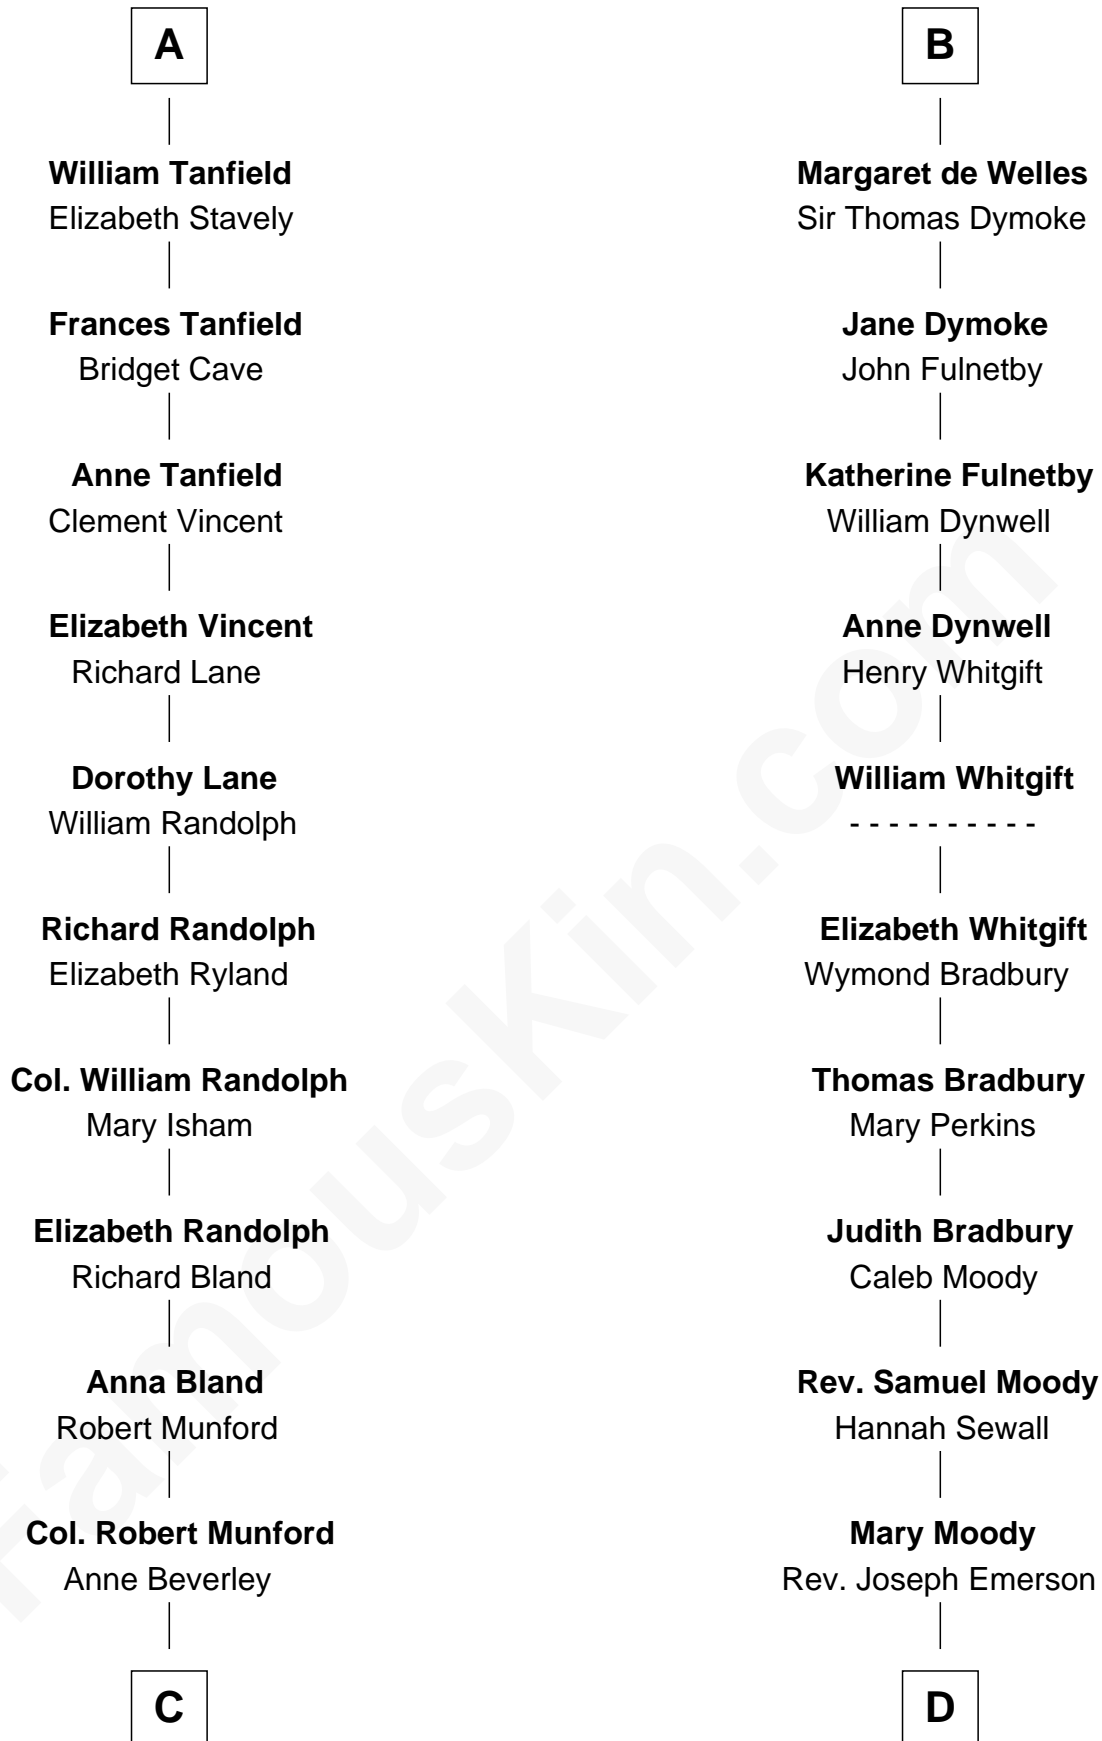 A
William Tanfield
Elizabeth Stavely
Frances Tanfield
Bridget Cave
Anne Tanfield
Clement Vincent
Elizabeth Vincent
Richard Lane
Dorothy Lane
William Randolph
Richard Randolph
Elizabeth Ryland
Col. William Randolph
Mary Isham
Elizabeth Randolph
Richard Bland
Anna Bland
Robert Munford
Col. Robert Munford
Anne Beverley
C
B
Margaret de Welles
Sir Thomas Dymoke
Jane Dymoke
John Fulnetby
Katherine Fulnetby
William Dynwell
Anne Dynwell
Henry Whitgift
William Whitgift
- - - - - - - - - -
Elizabeth Whitgift
Wymond Bradbury
Thomas Bradbury
Mary Perkins
Judith Bradbury
Caleb Moody
Rev. Samuel Moody
Hannah Sewall
Mary Moody
Rev. Joseph Emerson
D
FamousKin.com